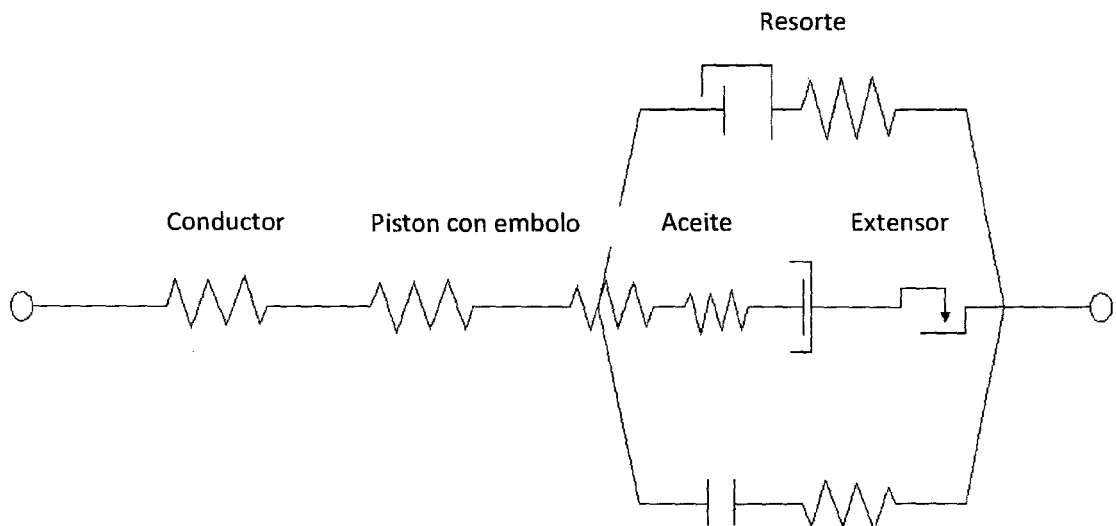 Resorte
Conductor
Piston con embolo
Aceite
Extensor